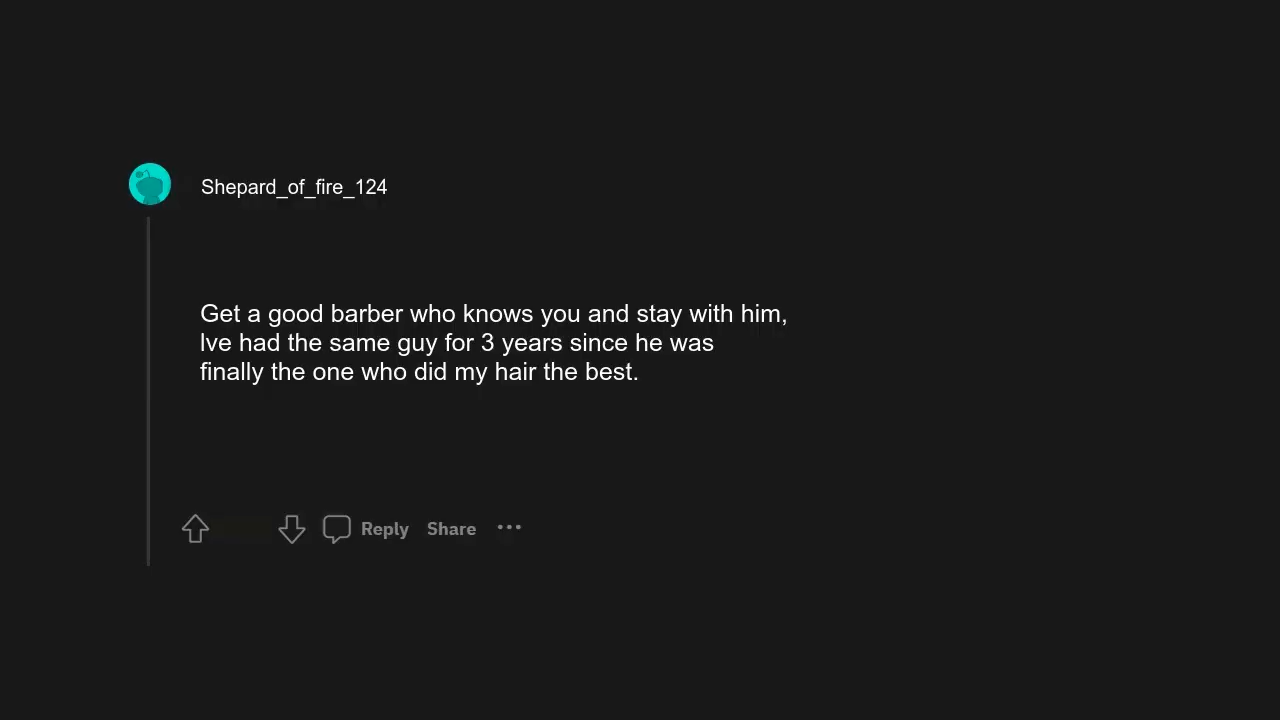 Shepard_of_fire_124
Get a good barber who knows you and stay with him,
Ive had the same guy for 3 years since he was
finally the one who did my hair the best.
Reply Share